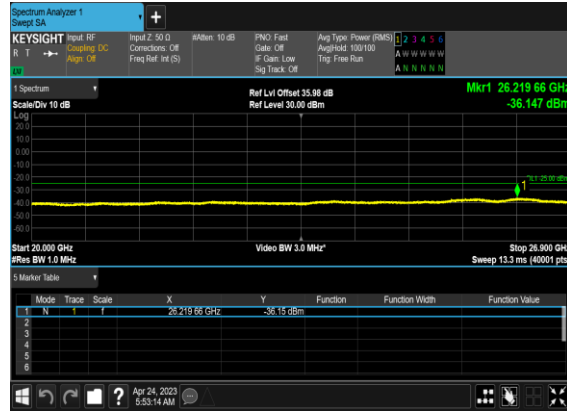 Spectrum Analyzer 1
Swept SA
+
KEYSIGHT Input: RF Input Z: 50 Ω #Atten: 10 dB PNO: Fast Avg Type: Power (RMS) 1 2 3 4 5 6
R T Coupling: DC Corrections: Off Gate: Off Avg|Hold: 100/100 A W W W W W
Align: Off Freq Ref: Int (S) IF Gain: Low Trig: Free Run
Sig Track: Off A N N N N N
1 Spectrum Ref Lvl Offset 35.98 dB Mkr1 26.219 66 GHz
Scale/Div 10 dB Ref Level 30.00 dBm -36.147 dBm
Log
20.0
10.0
0.00
-10.0
-20.0
-30.0
-40.0
-50.0
-60.0
1
Start 20.000 GHz Video BW 3.0 MHz* Stop 26.900 GHz
#Res BW 1.0 MHz Sweep 13.3 ms (40001 pts)
5 Marker Table
Mode Trace Scale X Y Function Function Width Function Value
1 N 1 f 26.219 66 GHz -36.15 dBm
2
3
4
5
6
? Apr 24, 2023
5:53:14 AM